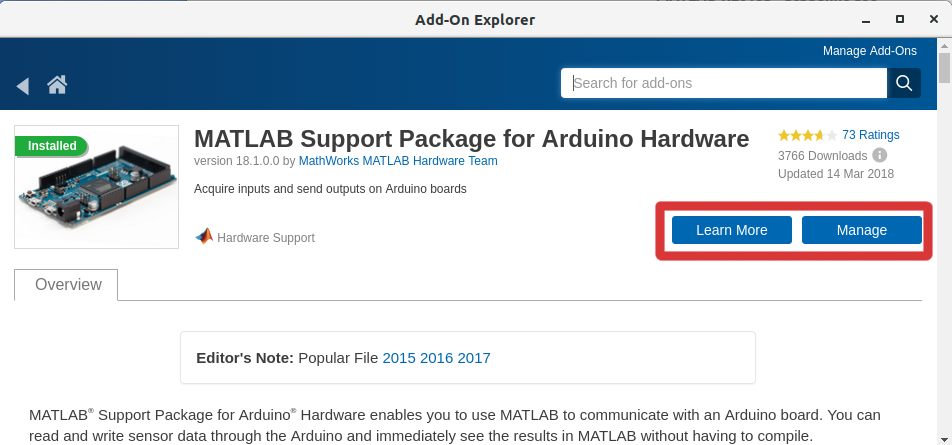 Add-On Explorer
Manage Add-Ons
Search for add-ons
Installed
MATLAB Support Package for Arduino Hardware
version 18.1.0.0 by MathWorks MATLAB Hardware Team
Acquire inputs and send outputs on Arduino boards
Hardware Support
73 Ratings
3766 Downloads
Updated 14 Mar 2018
Learn More Manage
Overview
Editor's Note: Popular File 2015 2016 2017
MATLAB® Support Package for Arduino® Hardware enables you to use MATLAB to communicate with an Arduino board. You can
read and write sensor data through the Arduino and immediately see the results in MATLAB without having to compile.